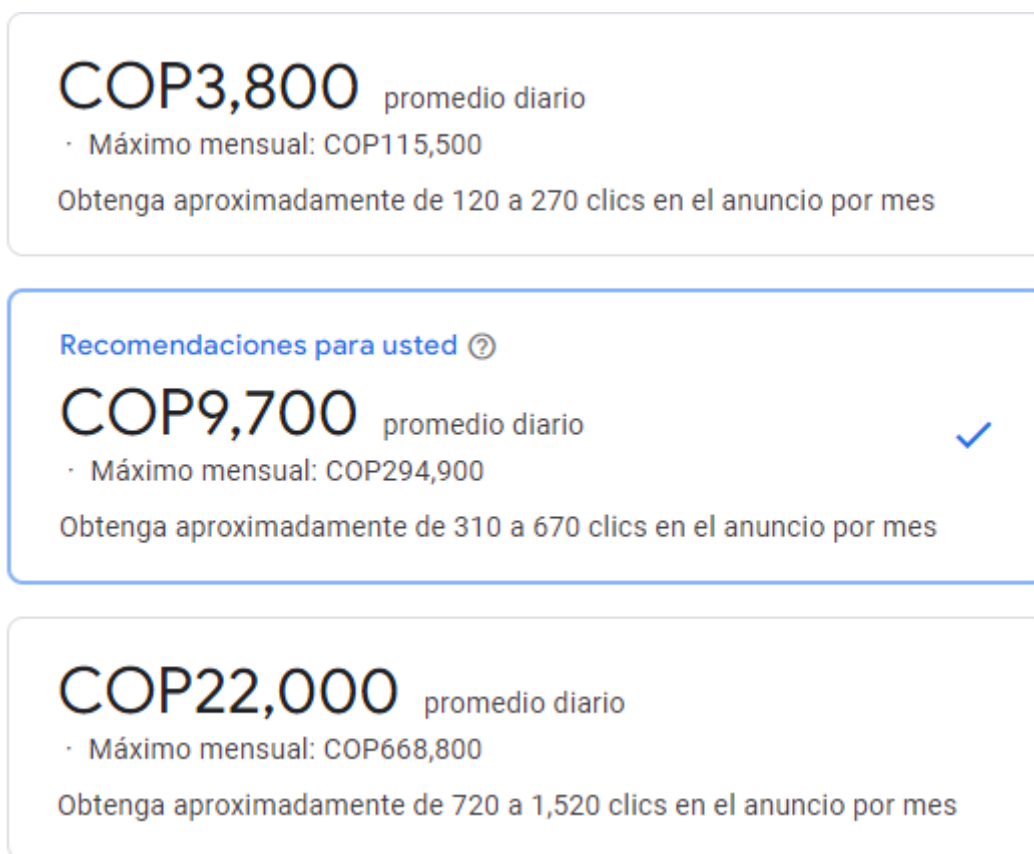 COP3,800 promedio diario
· Máximo mensual: COP115,500
Obtenga aproximadamente de 120 a 270 clics en el anuncio por mes
Recomendaciones para usted
COP9,700 promedio diario
· Máximo mensual: COP294,900
Obtenga aproximadamente de 310 a 670 clics en el anuncio por mes
COP22,000 promedio diario
· Máximo mensual: COP668,800
Obtenga aproximadamente de 720 a 1,520 clics en el anuncio por mes